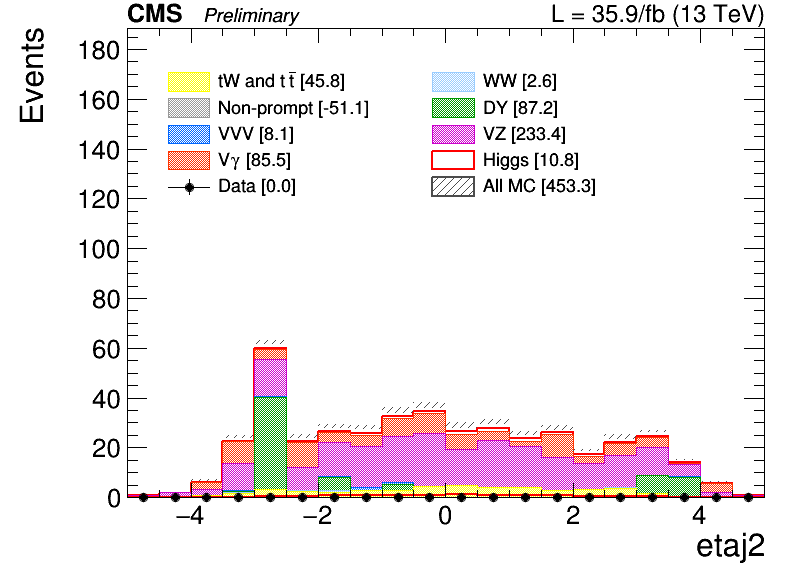 CMS Preliminary L = 35.9/fb (13 TeV)
Events
180
160
140
120
100
80
60
40
20
0
tW and tt̄ [45.8]
Non-prompt [-51.1]
VVV [8.1]
Vγ [85.5]
Data [0.0]
WW [2.6]
DY [87.2]
VZ [233.4]
Higgs [10.8]
All MC [453.3]
−4 −2 0 2 4
etaj2